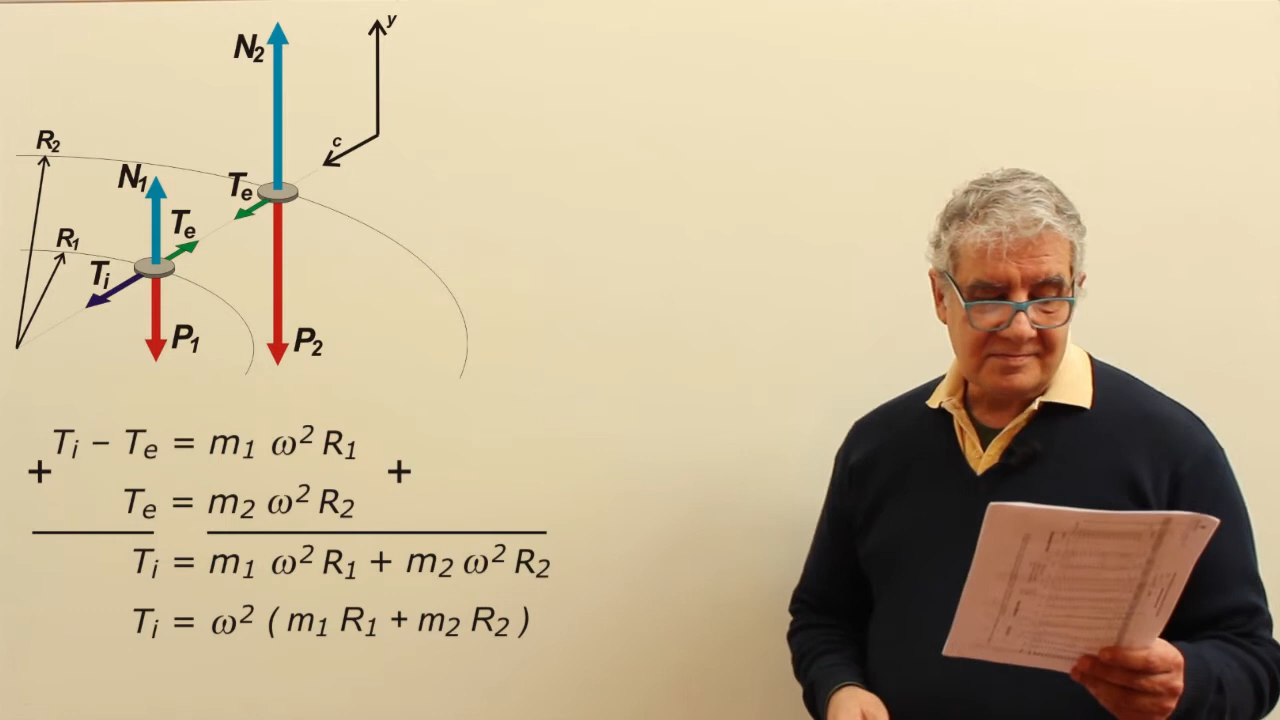 y
N₂
c
R₂
N₁
Tₑ
Tₑ
R₁
Tᵢ
P₁
P₂
Tᵢ − Tₑ = m₁ ω² R₁
+ +
Tₑ = m₂ ω² R₂
Tᵢ = m₁ ω² R₁ + m₂ ω² R₂
Tᵢ = ω² ( m₁ R₁ + m₂ R₂ )